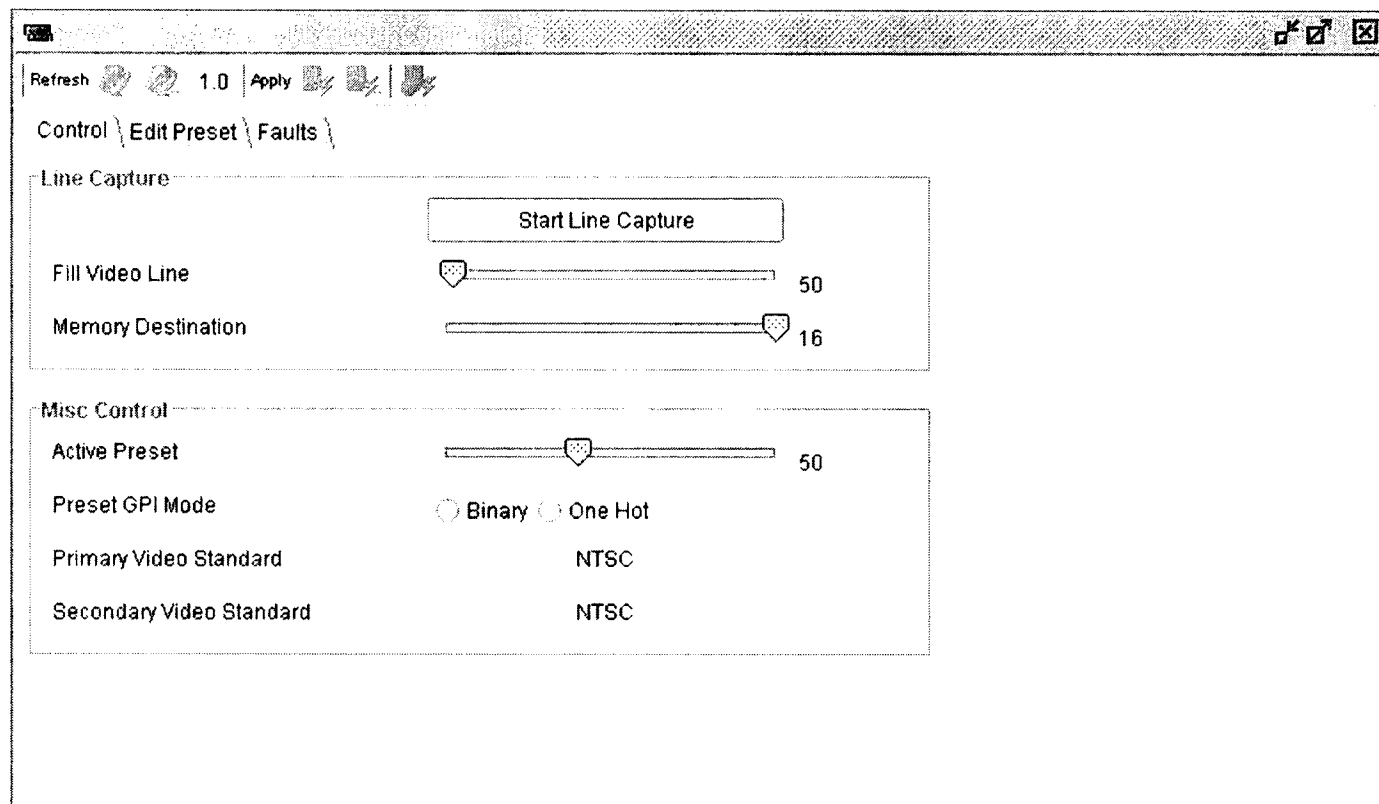 Refresh 1.0 Apply
Control Edit Preset Faults
Line Capture
Start Line Capture
Fill Video Line 50
Memory Destination 16
Misc Control
Active Preset 50
Preset GPI Mode Binary One Hot
Primary Video Standard NTSC
Secondary Video Standard NTSC